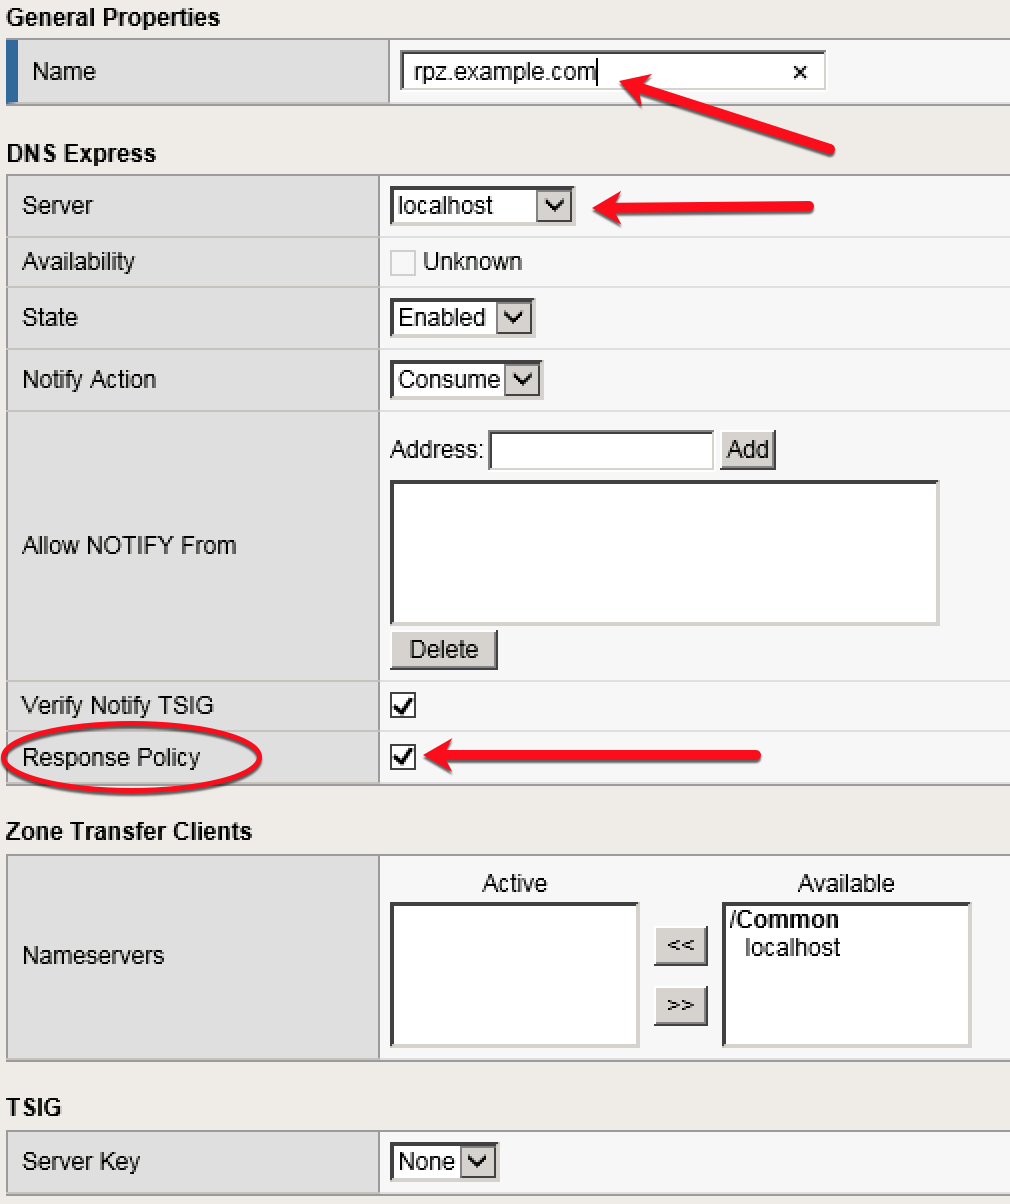 General Properties
Name
rpz.example.com
×
DNS Express
Server
localhost
Availability
Unknown
State
Enabled
Notify Action
Consume
Address:
Add
Allow NOTIFY From
Delete
Verify Notify TSIG
Response Policy
Zone Transfer Clients
Active
Available
/Common
localhost
Nameservers
<<
>>
TSIG
Server Key
None